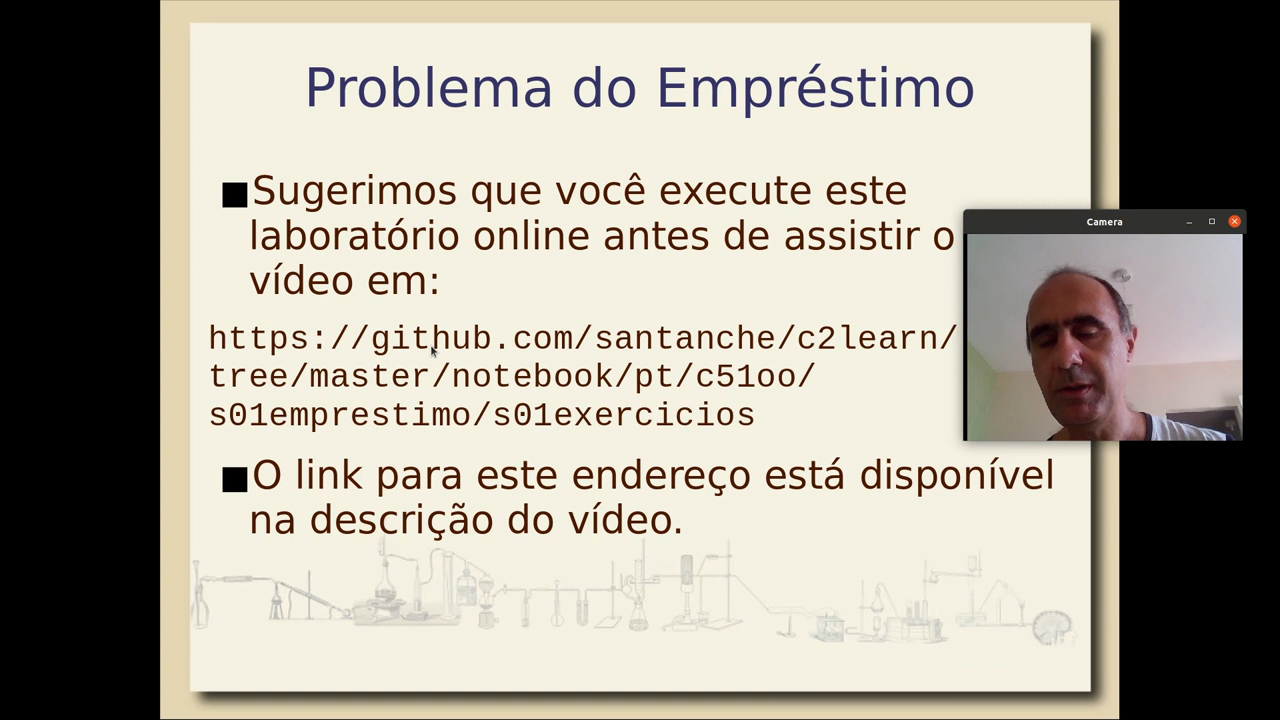 Problema do Empréstimo
■Sugerimos que você execute este
laboratório online antes de assistir o
vídeo em:
https://github.com/santanche/c2learn/
tree/master/notebook/pt/c51oo/
s01emprestimo/s01exercicios
■O link para este endereço está disponível
na descrição do vídeo.
Camera